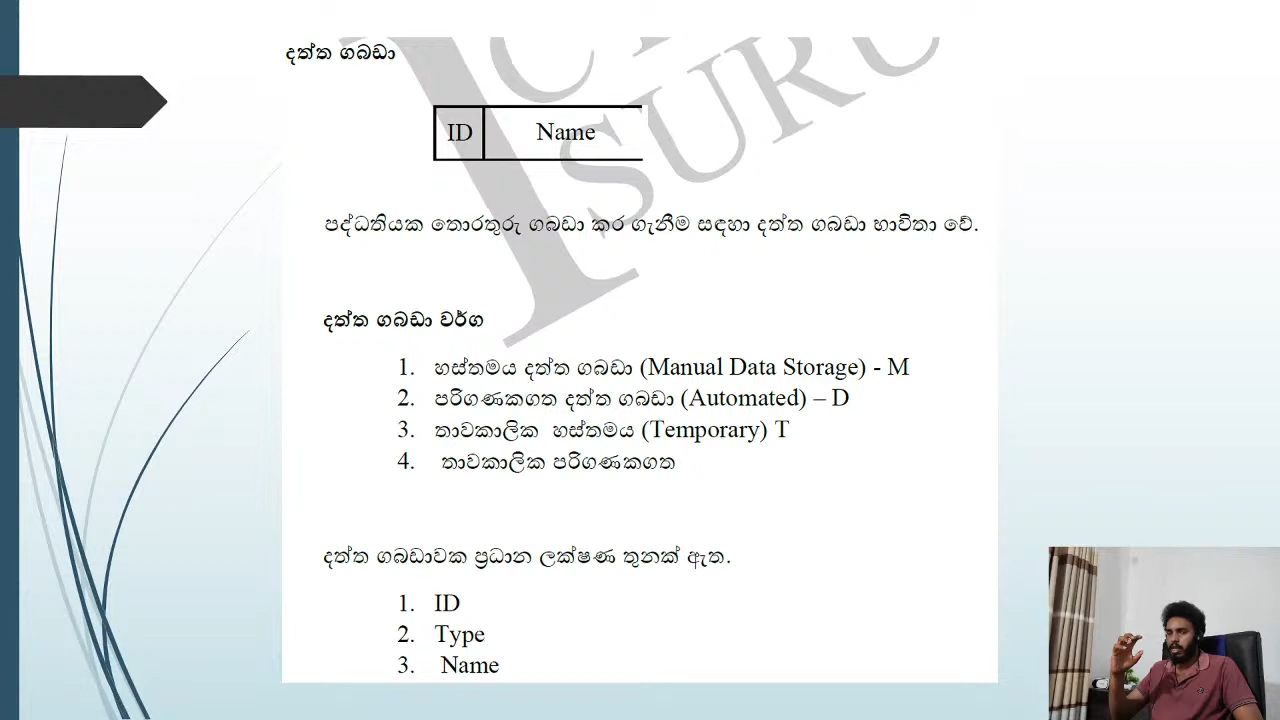 දත්ත ගබඩා
ID Name
පද්ධතියක තොරතුරු ගබඩා කර ගැනීම සඳහා දත්ත ගබඩා භාවිතා වේ.
දත්ත ගබඩා වර්ග
1. හස්තමය දත්ත ගබඩා (Manual Data Storage) - M
2. පරිගණකගත දත්ත ගබඩා (Automated) – D
3. තාවකාලික හස්තමය (Temporary) T
4. තාවකාලික පරිගණකගත
දත්ත ගබඩාවක ප්‍රධාන ලක්ෂණ තුනක් ඇත.
1. ID
2. Type
3. Name